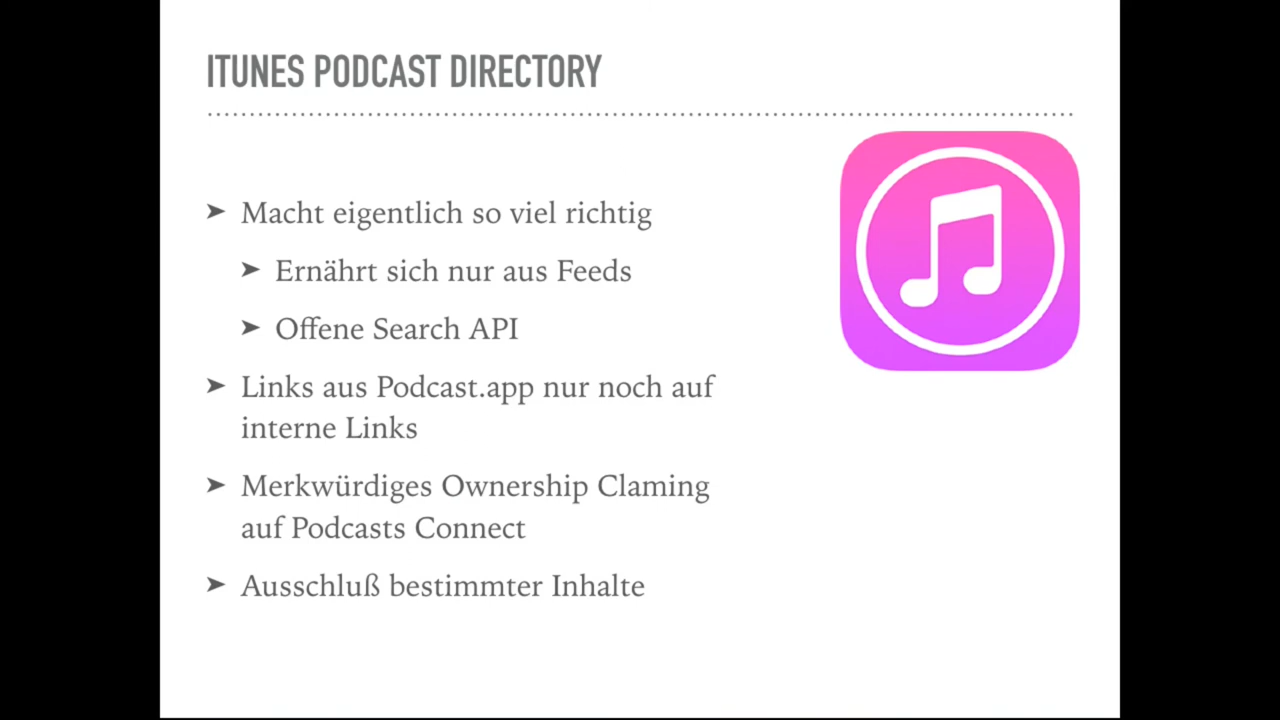 ITUNES PODCAST DIRECTORY
➤ Macht eigentlich so viel richtig
➤ Ernährt sich nur aus Feeds
➤ Offene Search API
➤ Links aus Podcast.app nur noch auf
interne Links
➤ Merkwürdiges Ownership Claming
auf Podcasts Connect
➤ Ausschluß bestimmter Inhalte